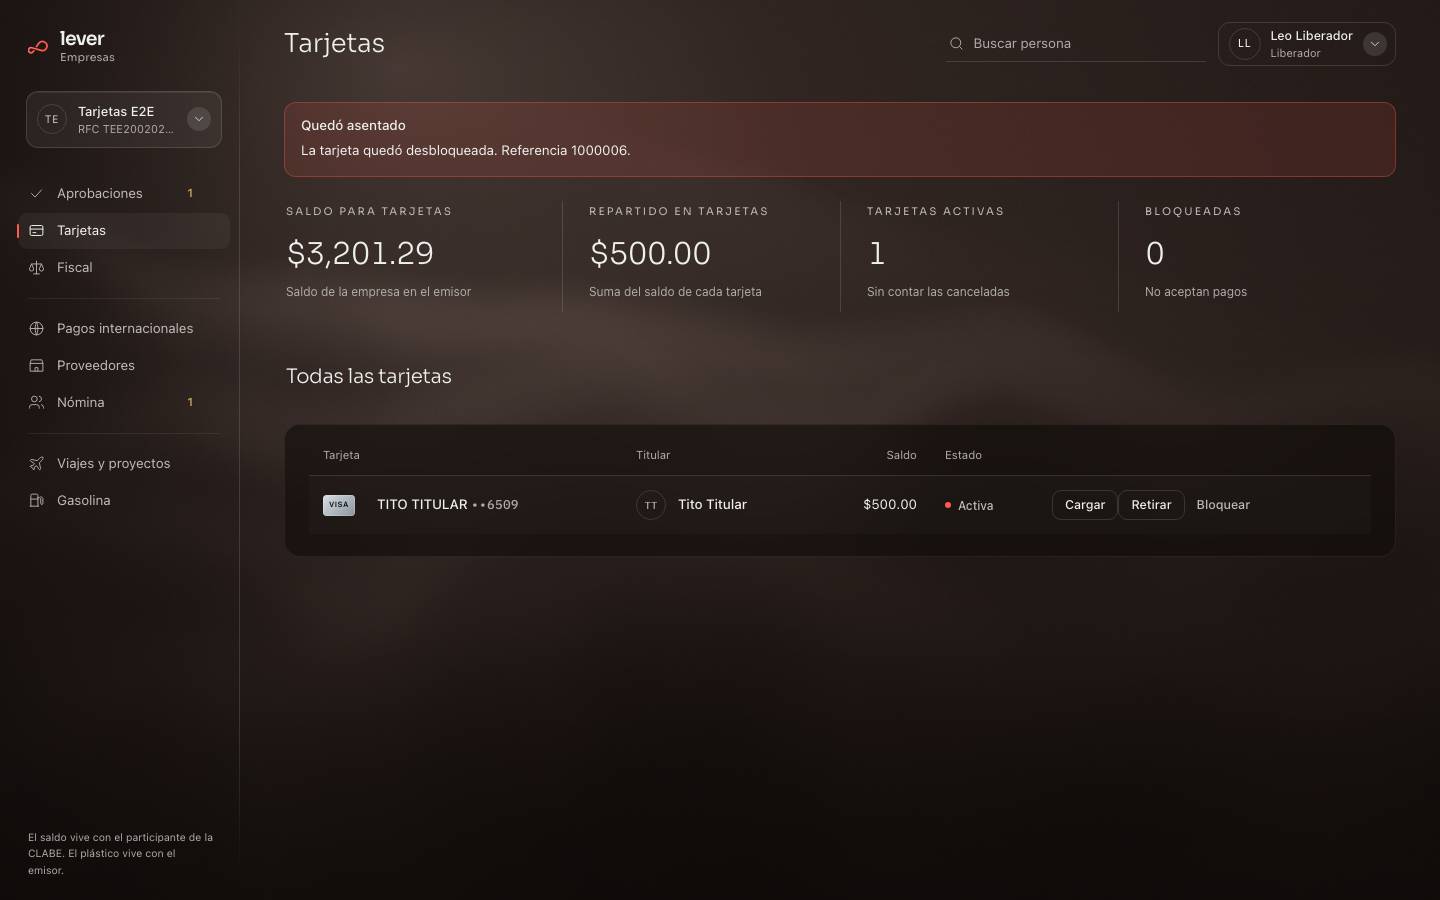 lever
Empresas
TE
Tarjetas E2E
RFC TEE200202...
Aprobaciones 1
Tarjetas
Fiscal
Pagos internacionales
Proveedores
Nómina 1
Viajes y proyectos
Gasolina
El saldo vive con el participante de la
CLABE. El plástico vive con el
emisor.
Tarjetas
Buscar persona
LL
Leo Liberador
Liberador
Quedó asentado
La tarjeta quedó desbloqueada. Referencia 1000006.
SALDO PARA TARJETAS
$3,201.29
Saldo de la empresa en el emisor
REPARTIDO EN TARJETAS
$500.00
Suma del saldo de cada tarjeta
TARJETAS ACTIVAS
1
Sin contar las canceladas
BLOQUEADAS
0
No aceptan pagos
Todas las tarjetas
Tarjeta Titular Saldo Estado
VISA TITO TITULAR ••6509 TT Tito Titular $500.00 Activa Cargar Retirar Bloquear